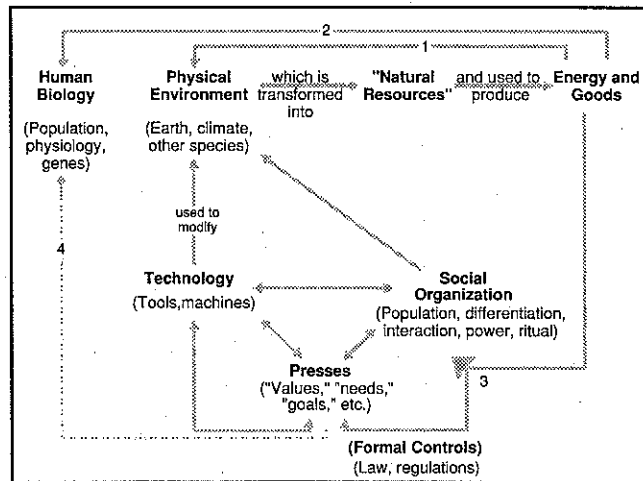 2
1
Human
Biology
(Population,
physiology,
genes)
Physical
Environment
(Earth, climate,
other species)
which is
transformed
into
"Natural
Resources"
and used to
produce
Energy and
Goods
used to
modify
4
Technology
(Tools,machines)
Social
Organization
(Population, differentiation,
interaction, power, ritual)
Presses
("Values," "needs,"
"goals," etc.)
3
(Formal Controls)
(Law, regulations)